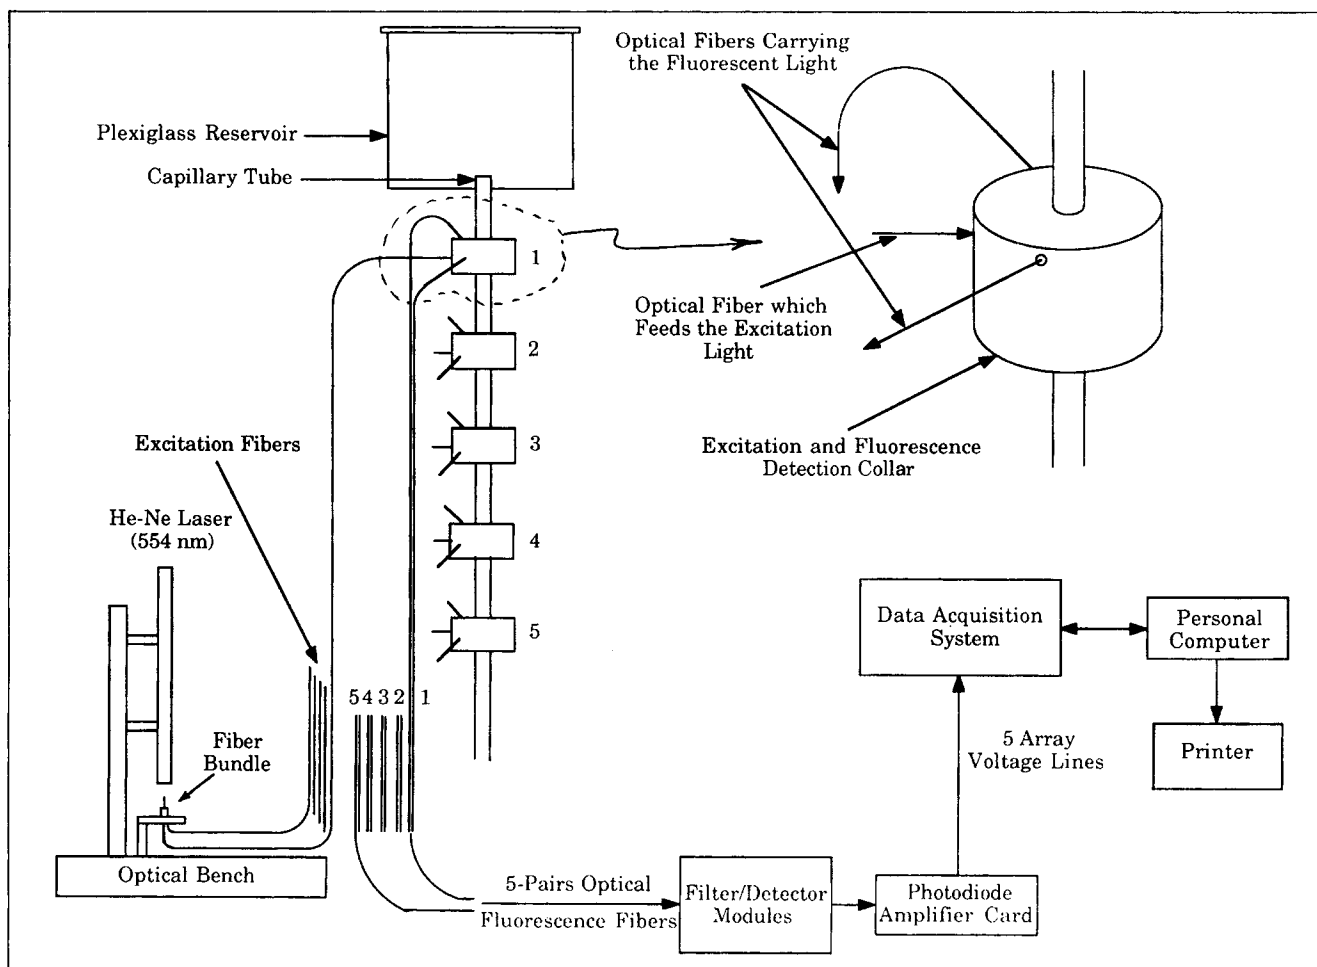 Optical Fibers Carrying
the Fluorescent Light
Plexiglass Reservoir
Capillary Tube
1
Optical Fiber which
Feeds the Excitation
Light
2
3
Excitation and Fluorescence
Detection Collar
Excitation Fibers
He-Ne Laser
(554 nm)
4
5
Data Acquisition
System
Personal
Computer
5 4 3 2 1
Fiber
Bundle
5 Array
Voltage Lines
Printer
Optical Bench
5-Pairs Optical
Fluorescence Fibers
Filter/Detector
Modules
Photodiode
Amplifier Card